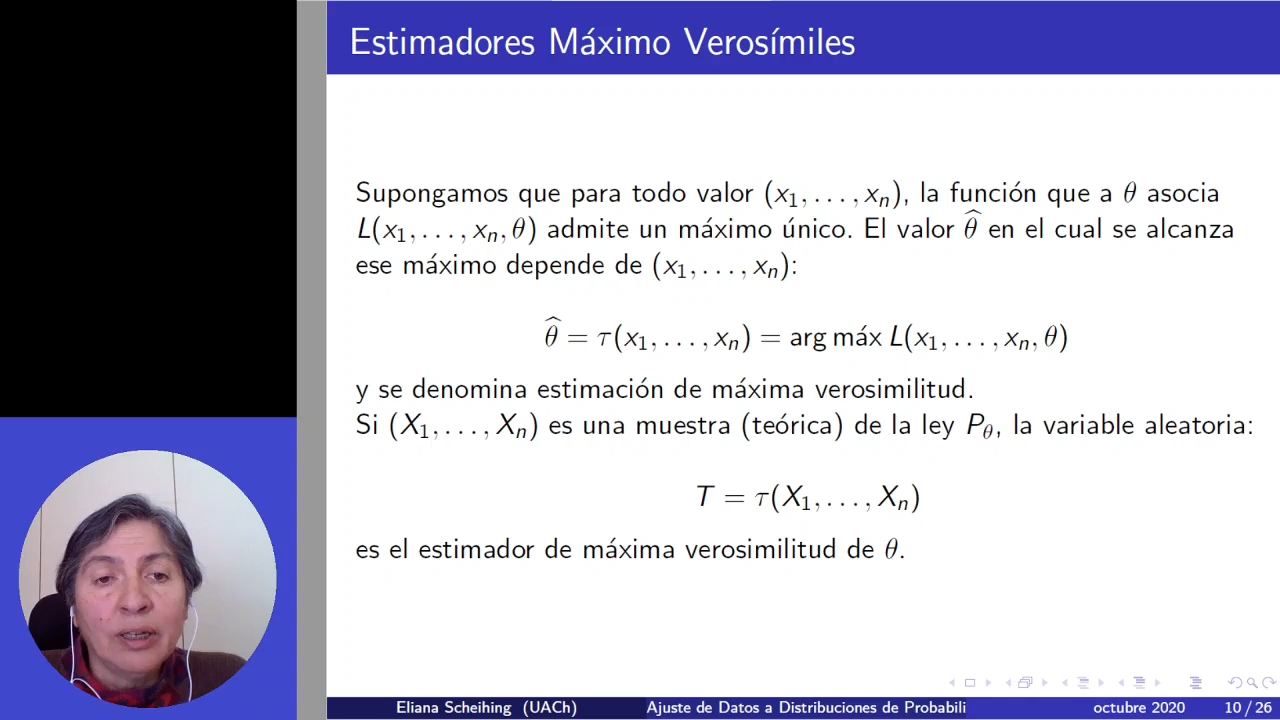 Estimadores Máximo Verosímiles
Supongamos que para todo valor (x₁, . . . , xₙ), la función que a θ asocia
L(x₁, . . . , xₙ, θ) admite un máximo único. El valor θ̂ en el cual se alcanza
ese máximo depende de (x₁, . . . , xₙ):
θ̂ = τ(x₁, . . . , xₙ) = arg máx L(x₁, . . . , xₙ, θ)
y se denomina estimación de máxima verosimilitud.
Si (X₁, . . . , Xₙ) es una muestra (teórica) de la ley P_θ, la variable aleatoria:
T = τ(X₁, . . . , Xₙ)
es el estimador de máxima verosimilitud de θ.
Eliana Scheihing (UACh) Ajuste de Datos a Distribuciones de Probabili octubre 2020 10 / 26